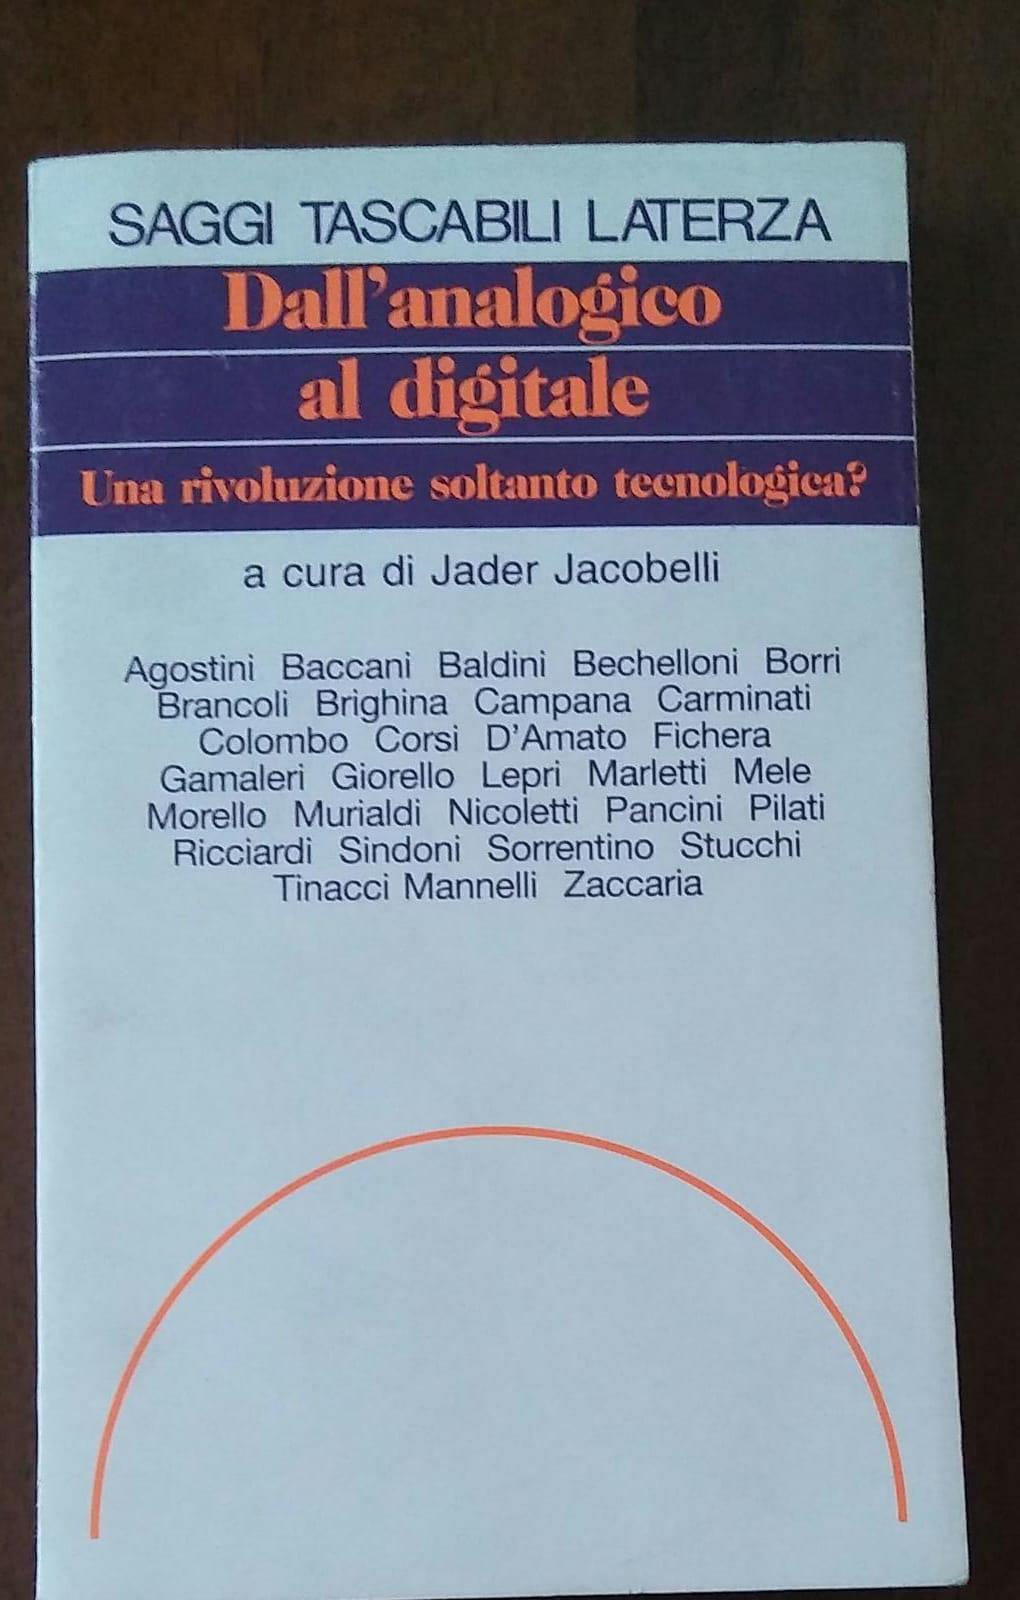 SAGGI TASCABILI LATERZA
Dall'analogico
al digitale
Una rivoluzione soltanto tecnologica?
a cura di Jader Jacobelli
Agostini Baccani Baldini Bechelloni Borri
Brancoli Brighina Campana Carminati
Colombo Corsi D'Amato Fichera
Gamaleri Giorello Lepri Marletti Mele
Morello Murialdi Nicoletti Pancini Pilati
Ricciardi Sindoni Sorrentino Stucchi
Tinacci Mannelli Zaccaria